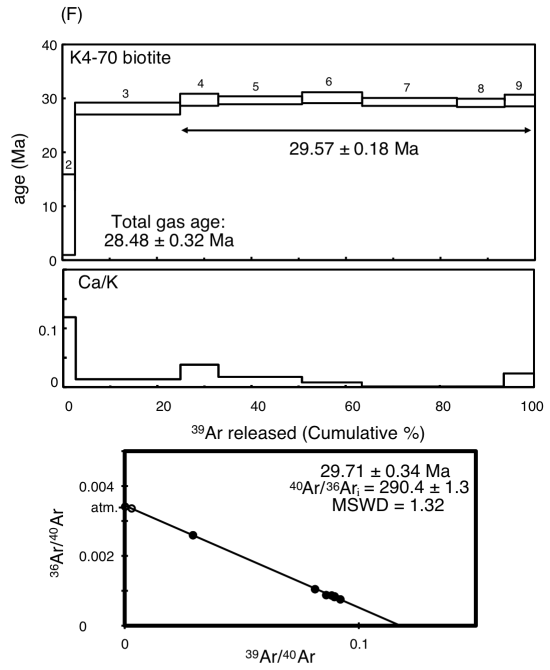 (F)
K4-70 biotite
40
30
20
10
0
age (Ma)
2
3
4
5
6
7
8
9
29.57 ± 0.18 Ma
Total gas age:
28.48 ± 0.32 Ma
Ca/K
0.1
0
0 20 40 60 80 100
³⁹Ar released (Cumulative %)
29.71 ± 0.34 Ma
⁴⁰Ar/³⁶Arᵢ = 290.4 ± 1.3
MSWD = 1.32
0.004
atm.
0.002
0
³⁶Ar/⁴⁰Ar
0 0.1
³⁹Ar/⁴⁰Ar